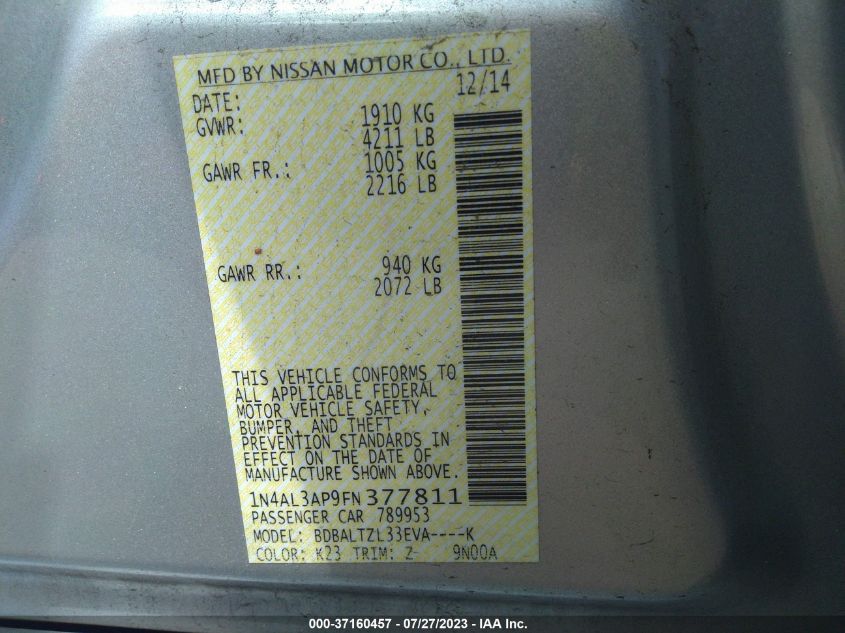 MFD BY NISSAN MOTOR CO., LTD.
DATE: 12/14
GVWR: 1910 KG
4211 LB
GAWR FR.: 1005 KG
2216 LB
GAWR RR.: 940 KG
2072 LB
THIS VEHICLE CONFORMS TO
ALL APPLICABLE FEDERAL
MOTOR VEHICLE SAFETY,
BUMPER, AND THEFT
PREVENTION STANDARDS IN
EFFECT ON THE DATE OF
MANUFACTURE SHOWN ABOVE.
1N4AL3AP9FN377811
PASSENGER CAR 789953
MODEL: BDBALTZL33EVA----K
COLOR: K23 TRIM: Z- 9N00A
000-37160457 / 07/27/2023 - IAA Inc.